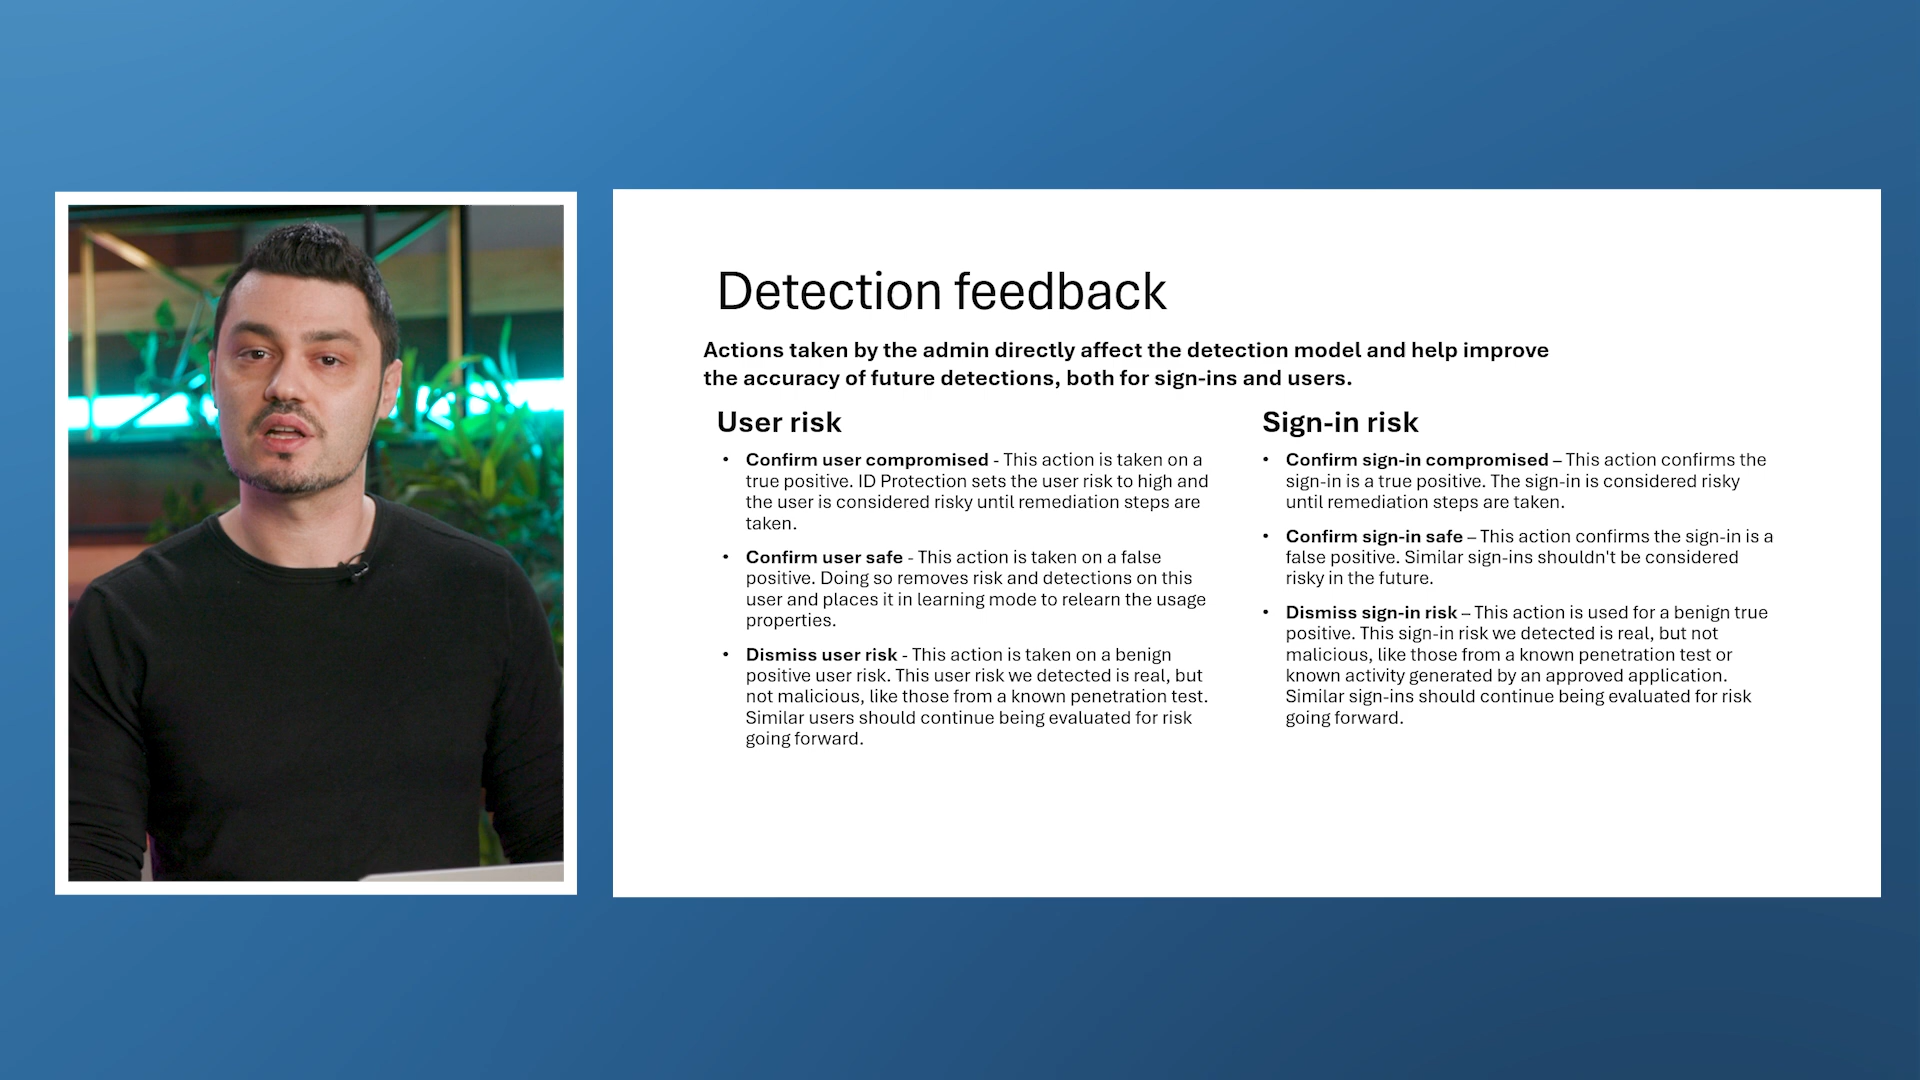 Detection feedback
Actions taken by the admin directly affect the detection model and help improve
the accuracy of future detections, both for sign-ins and users.
User risk
• Confirm user compromised - This action is taken on a
true positive. ID Protection sets the user risk to high and
the user is considered risky until remediation steps are
taken.
• Confirm user safe - This action is taken on a false
positive. Doing so removes risk and detections on this
user and places it in learning mode to relearn the usage
properties.
• Dismiss user risk - This action is taken on a benign
positive user risk. This user risk we detected is real, but
not malicious, like those from a known penetration test.
Similar users should continue being evaluated for risk
going forward.
Sign-in risk
• Confirm sign-in compromised – This action confirms the
sign-in is a true positive. The sign-in is considered risky
until remediation steps are taken.
• Confirm sign-in safe – This action confirms the sign-in is a
false positive. Similar sign-ins shouldn't be considered
risky in the future.
• Dismiss sign-in risk – This action is used for a benign true
positive. This sign-in risk we detected is real, but not
malicious, like those from a known penetration test or
known activity generated by an approved application.
Similar sign-ins should continue being evaluated for risk
going forward.